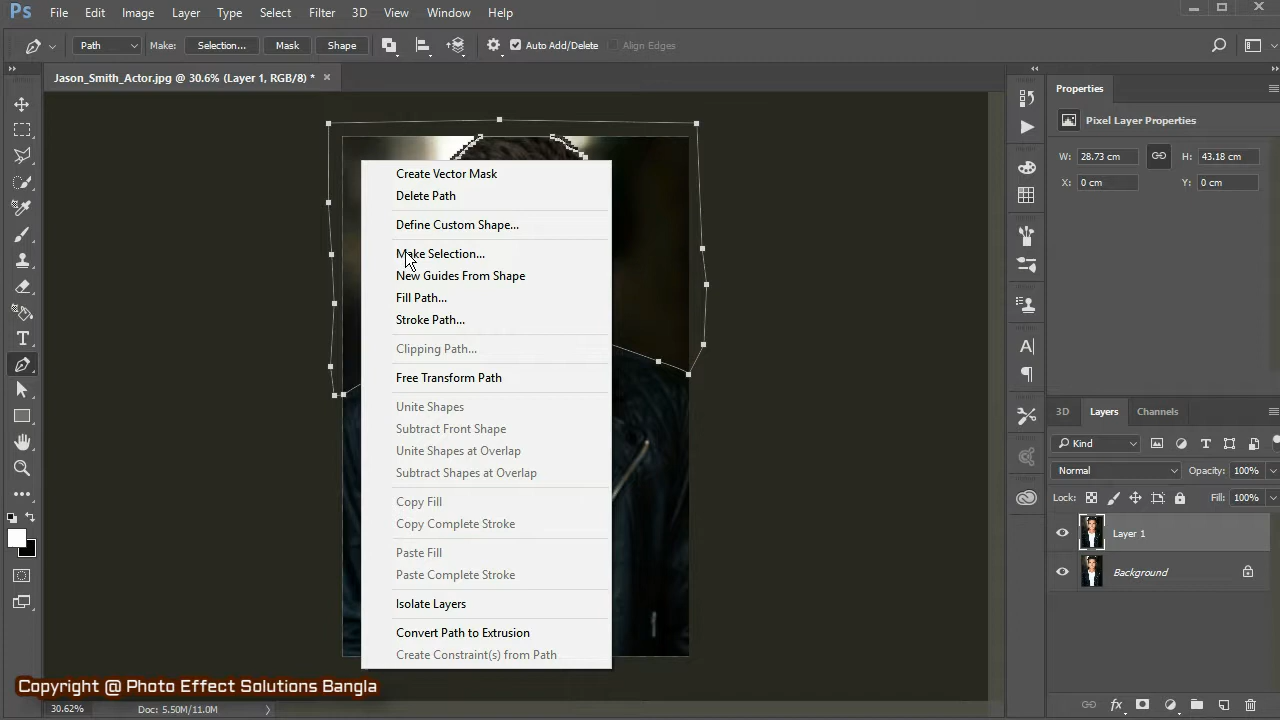 Ps File Edit Image Layer Type Select Filter 3D View Window Help
Path Make: Selection... Mask Shape Auto Add/Delete Align Edges
Jason_Smith_Actor.jpg @ 30.6% (Layer 1, RGB/8) *
Create Vector Mask
Delete Path
Define Custom Shape...
Make Selection...
New Guides From Shape
Fill Path...
Stroke Path...
Clipping Path...
Free Transform Path
Unite Shapes
Subtract Front Shape
Unite Shapes at Overlap
Subtract Shapes at Overlap
Copy Fill
Copy Complete Stroke
Paste Fill
Paste Complete Stroke
Isolate Layers
Convert Path to Extrusion
Create Constraint(s) from Path
Properties
Pixel Layer Properties
W: 28.73 cm H: 43.18 cm
X: 0 cm Y: 0 cm
3D Layers Channels
Kind
Normal Opacity: 100%
Lock: Fill: 100%
Layer 1
Background
Copyright @ Photo Effect Solutions Bangla
30.62% Doc: 5.50M/11.0M